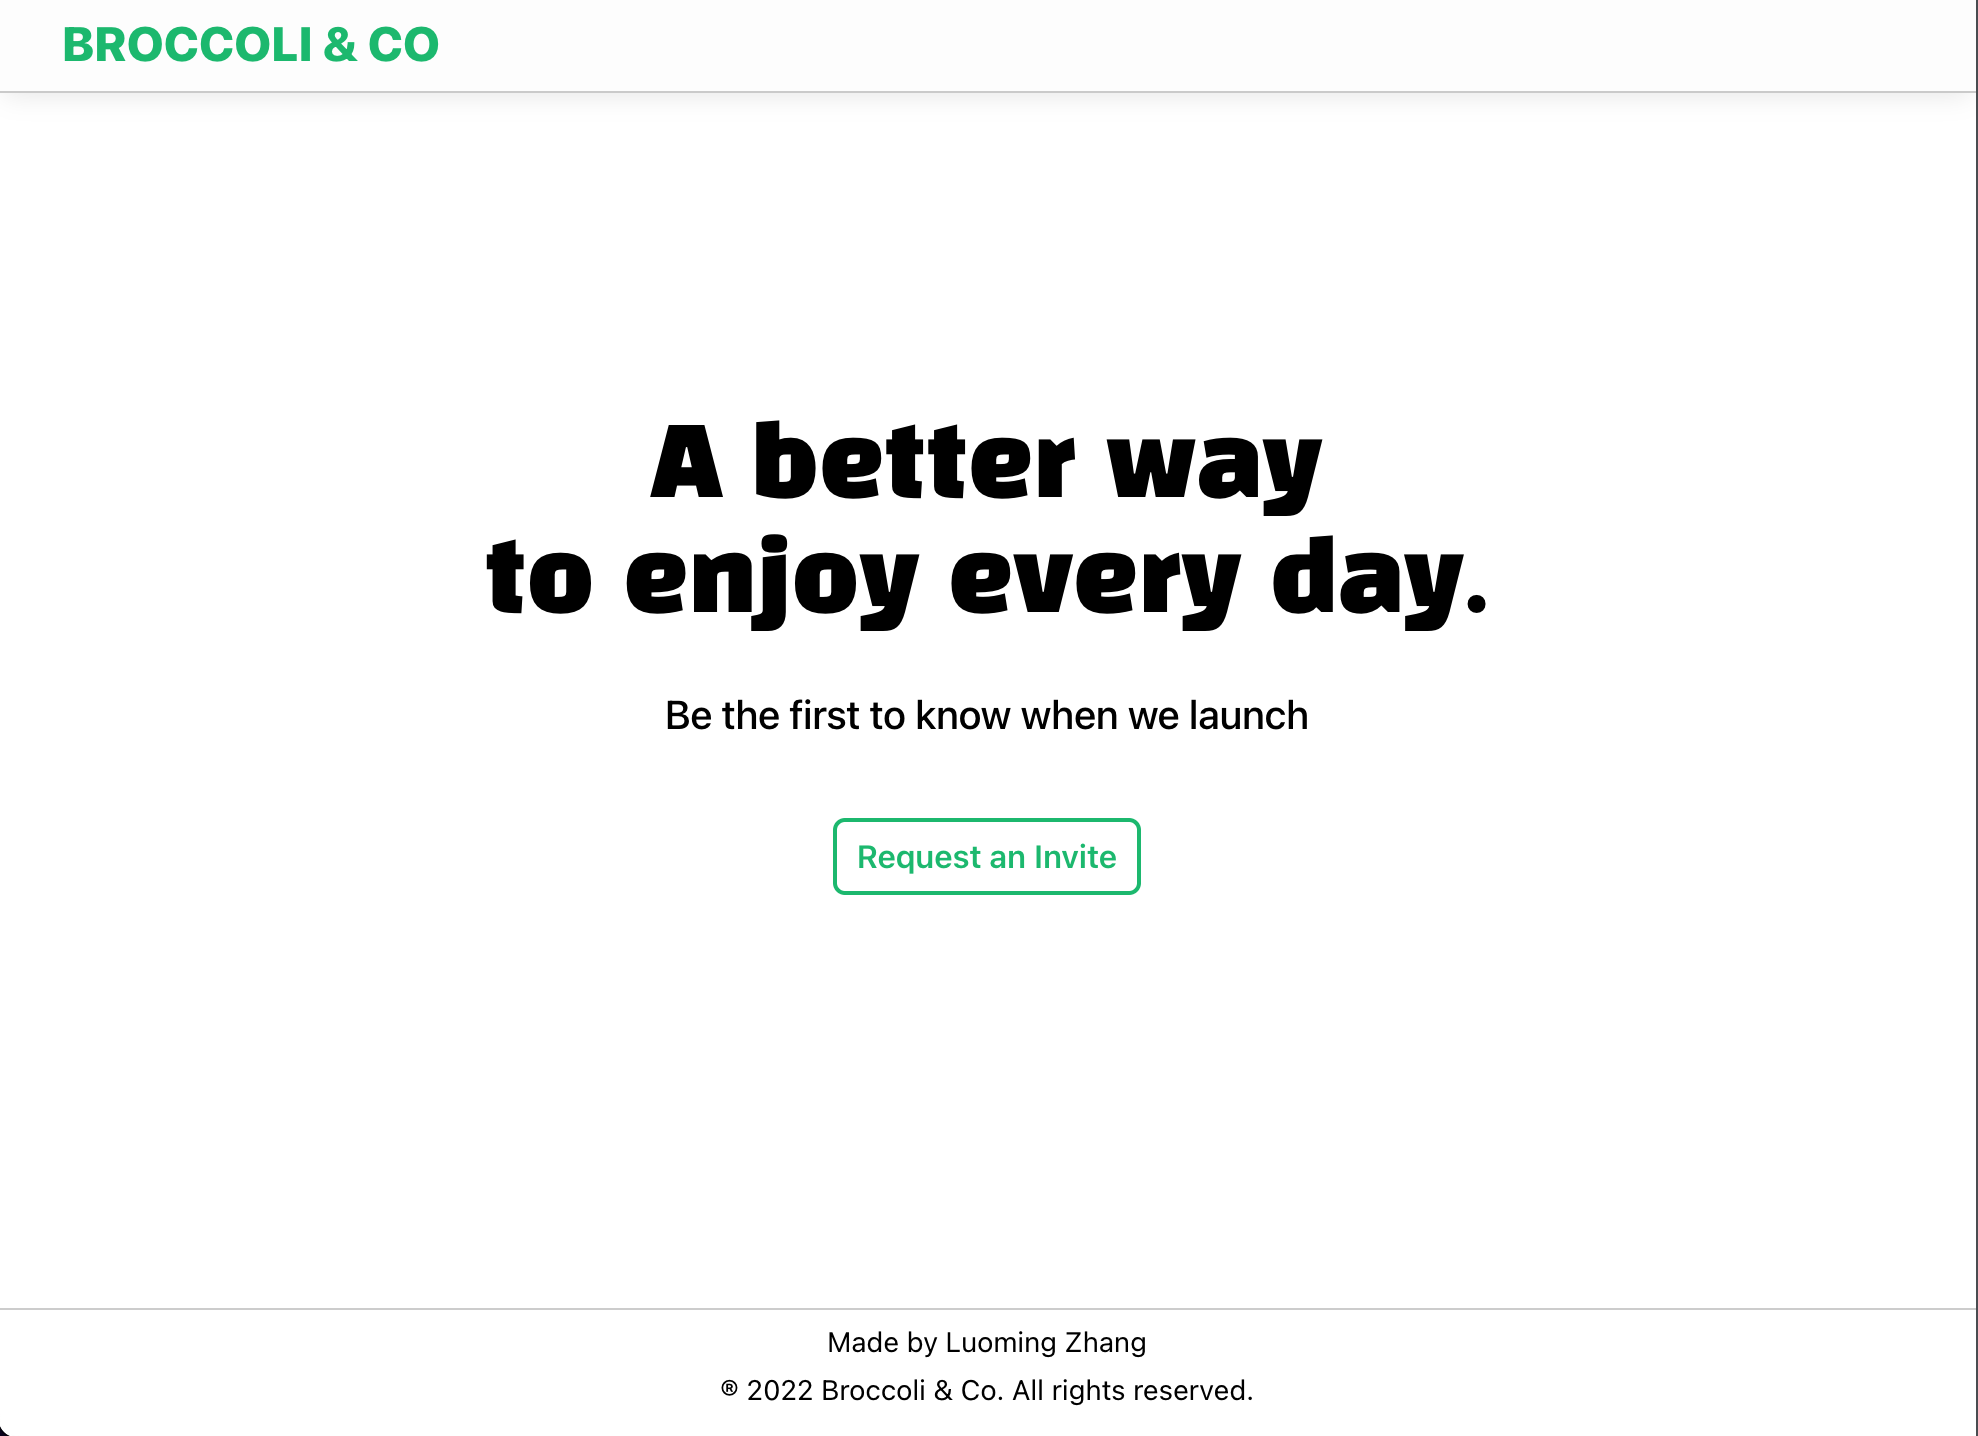 BROCCOLI & CO
A better way
to enjoy every day.
Be the first to know when we launch
Request an Invite
Made by Luoming Zhang
® 2022 Broccoli & Co. All rights reserved.